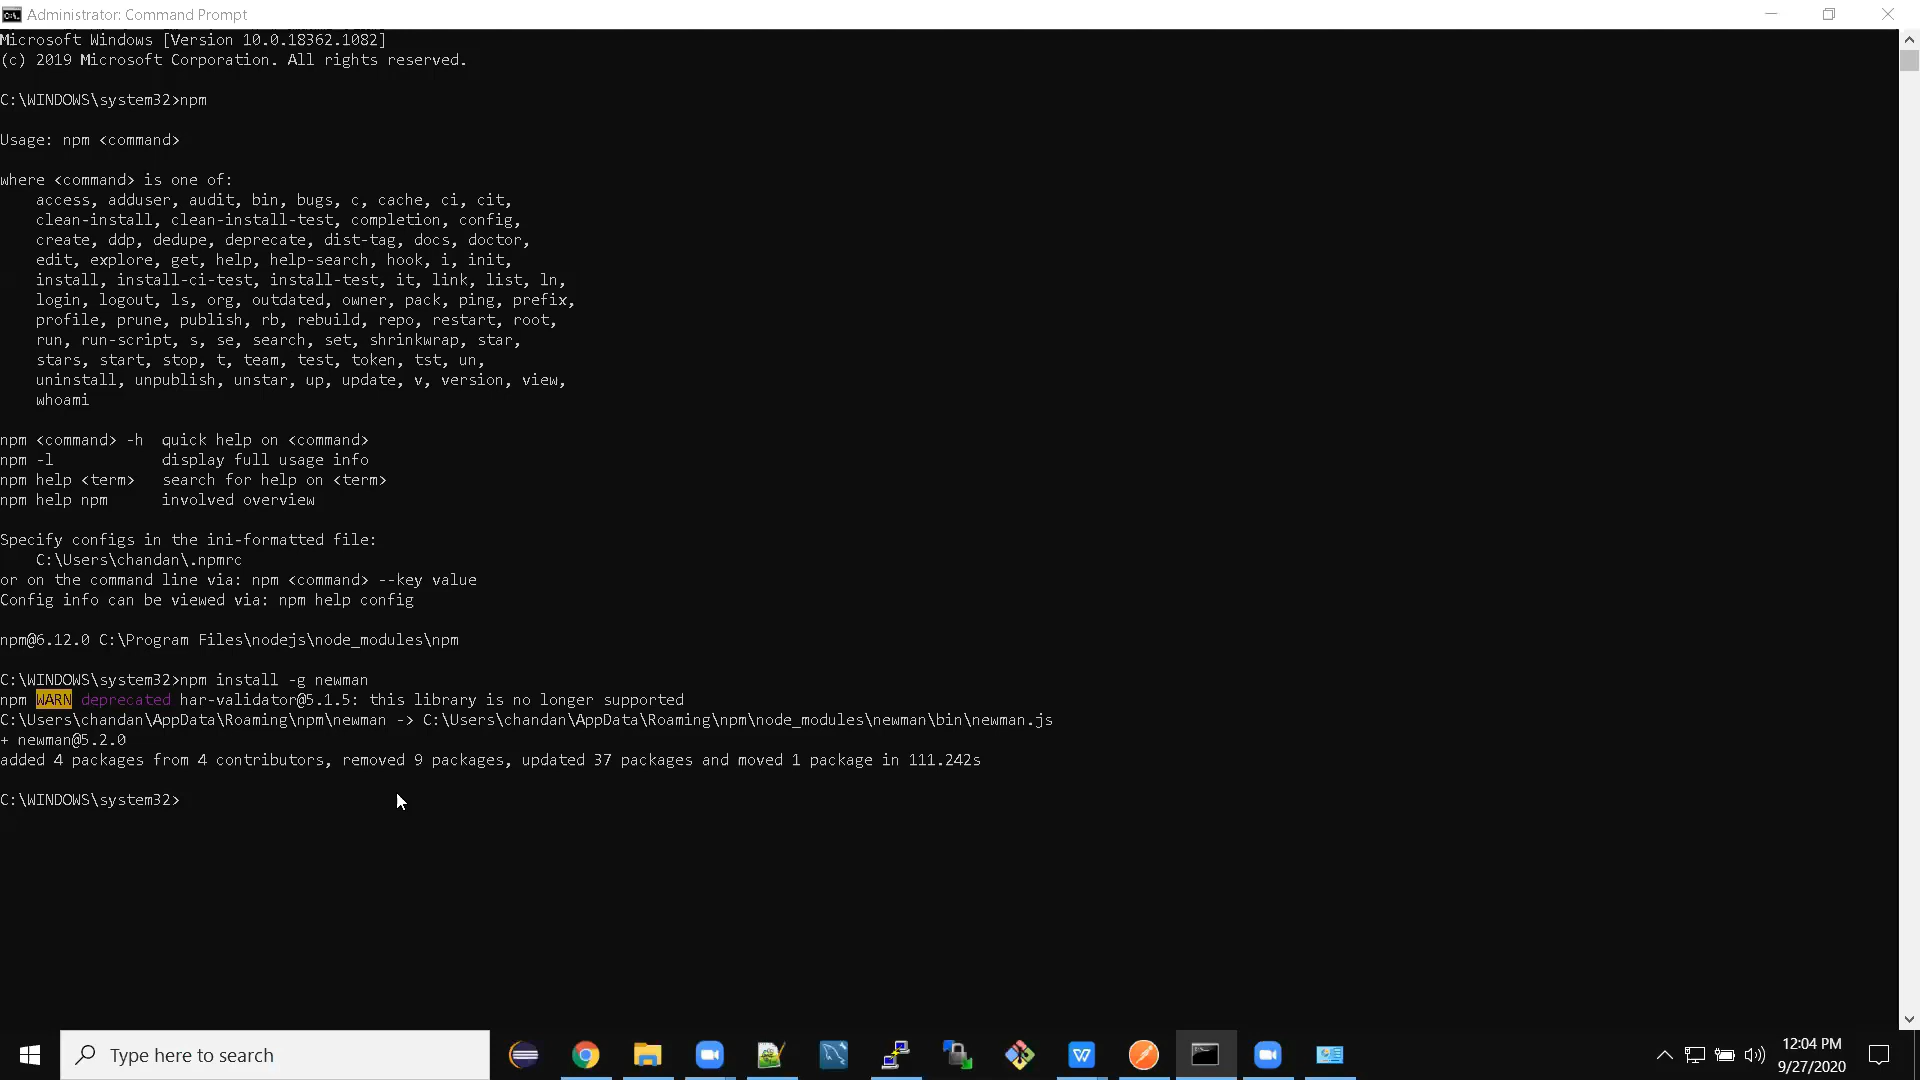 Administrator: Command Prompt
Microsoft Windows [Version 10.0.18362.1082]
(c) 2019 Microsoft Corporation. All rights reserved.
C:\WINDOWS\system32>npm
Usage: npm <command>
where <command> is one of:
    access, adduser, audit, bin, bugs, c, cache, ci, cit,
    clean-install, clean-install-test, completion, config,
    create, ddp, dedupe, deprecate, dist-tag, docs, doctor,
    edit, explore, get, help, help-search, hook, i, init,
    install, install-ci-test, install-test, it, link, list, ln,
    login, logout, ls, org, outdated, owner, pack, ping, prefix,
    profile, prune, publish, rb, rebuild, repo, restart, root,
    run, run-script, s, se, search, set, shrinkwrap, star,
    stars, start, stop, t, team, test, token, tst, un,
    uninstall, unpublish, unstar, up, update, v, version, view,
    whoami
npm <command> -h  quick help on <command>
npm -l            display full usage info
npm help <term>   search for help on <term>
npm help npm      involved overview
Specify configs in the ini-formatted file:
    C:\Users\chandan\.npmrc
or on the command line via: npm <command> --key value
Config info can be viewed via: npm help config
npm@6.12.0 C:\Program Files\nodejs\node_modules\npm
C:\WINDOWS\system32>npm install -g newman
npm WARN deprecated har-validator@5.1.5: this library is no longer supported
C:\Users\chandan\AppData\Roaming\npm\newman -> C:\Users\chandan\AppData\Roaming\npm\node_modules\newman\bin\newman.js
+ newman@5.2.0
added 4 packages from 4 contributors, removed 9 packages, updated 37 packages and moved 1 package in 111.242s
C:\WINDOWS\system32>
Type here to search
12:04 PM
9/27/2020